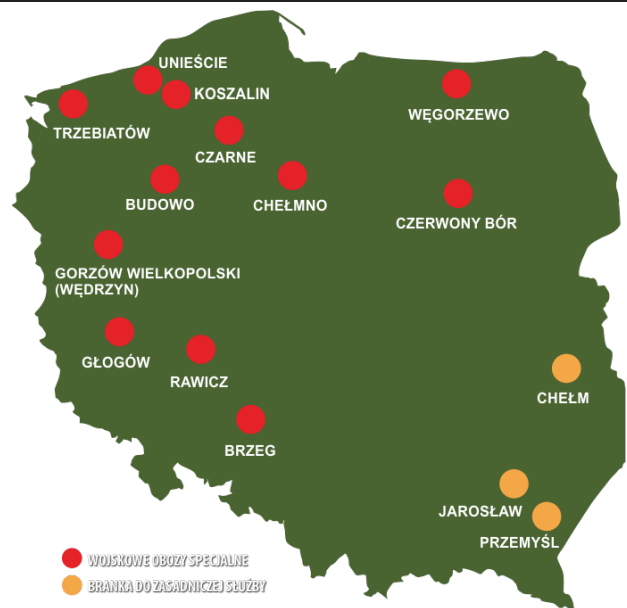 UNIEŚCIE
KOSZALIN
TRZEBIATÓW
WĘGORZEWO
CZARNE
BUDOWO
CHEŁMNO
CZERWONY BÓR
GORZÓW WIELKOPOLSKI
(WĘDRZYN)
GŁOGÓW
RAWICZ
CHEŁM
BRZEG
JAROSŁAW
PRZEMYŚL
WOJSKOWE OBOZY SPECJALNE
BRANKA DO ZASADNICZEJ SŁUŻBY